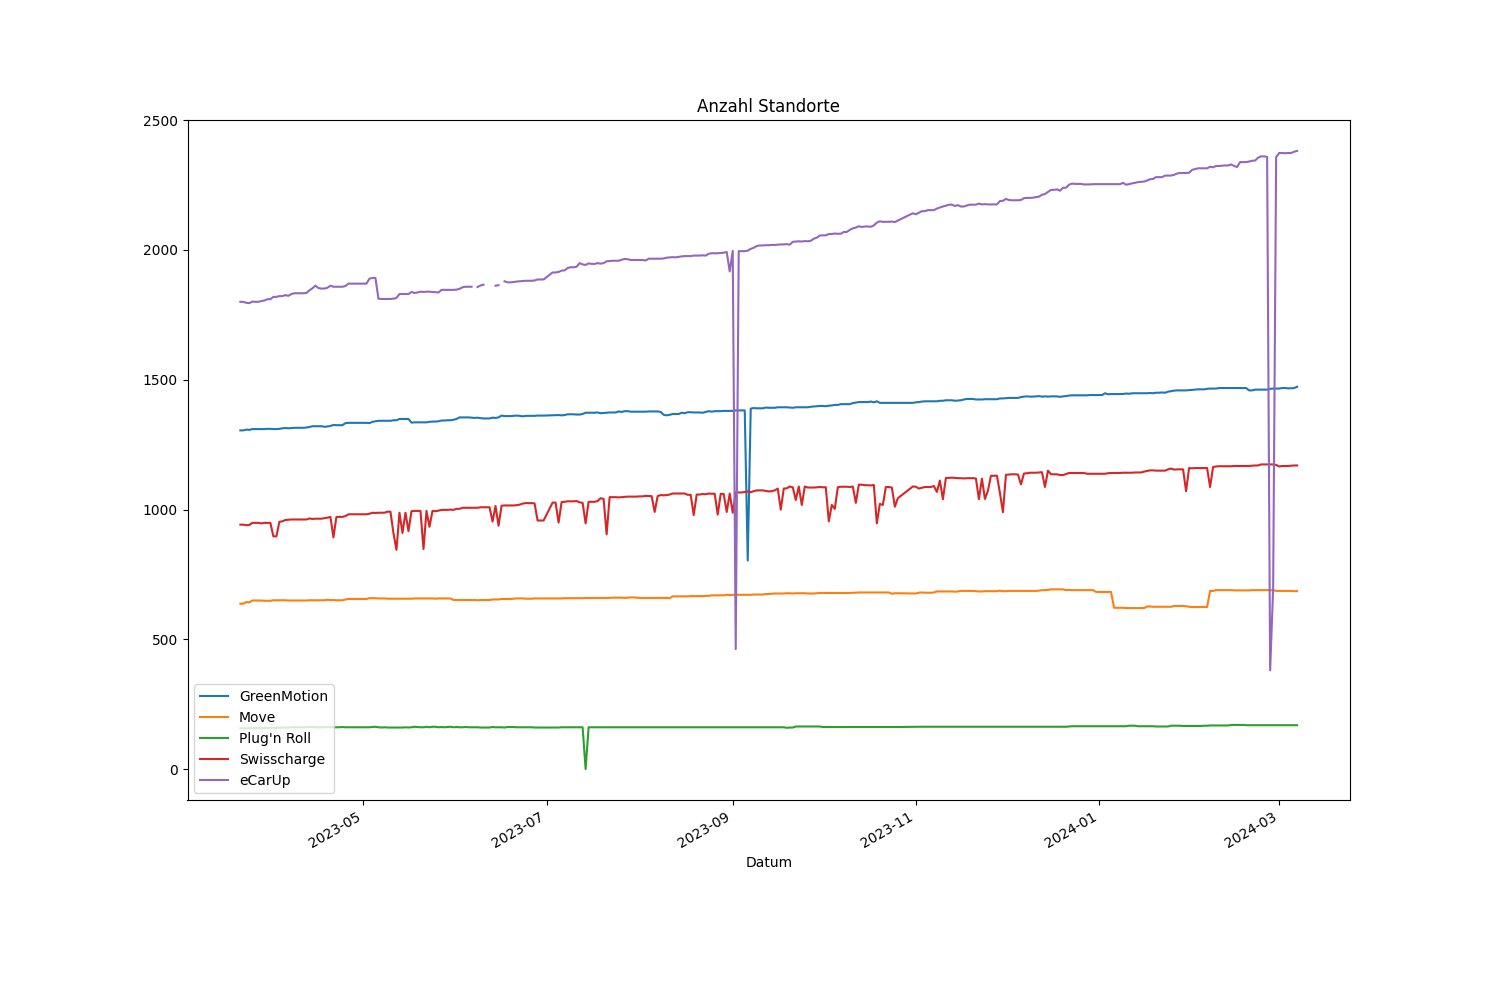 Anzahl Standorte
2500
2000
1500
1000
500
0
GreenMotion
Move
Plug'n Roll
Swisscharge
eCarUp
2023-05
2023-07
2023-09
2023-11
2024-01
2024-03
Datum